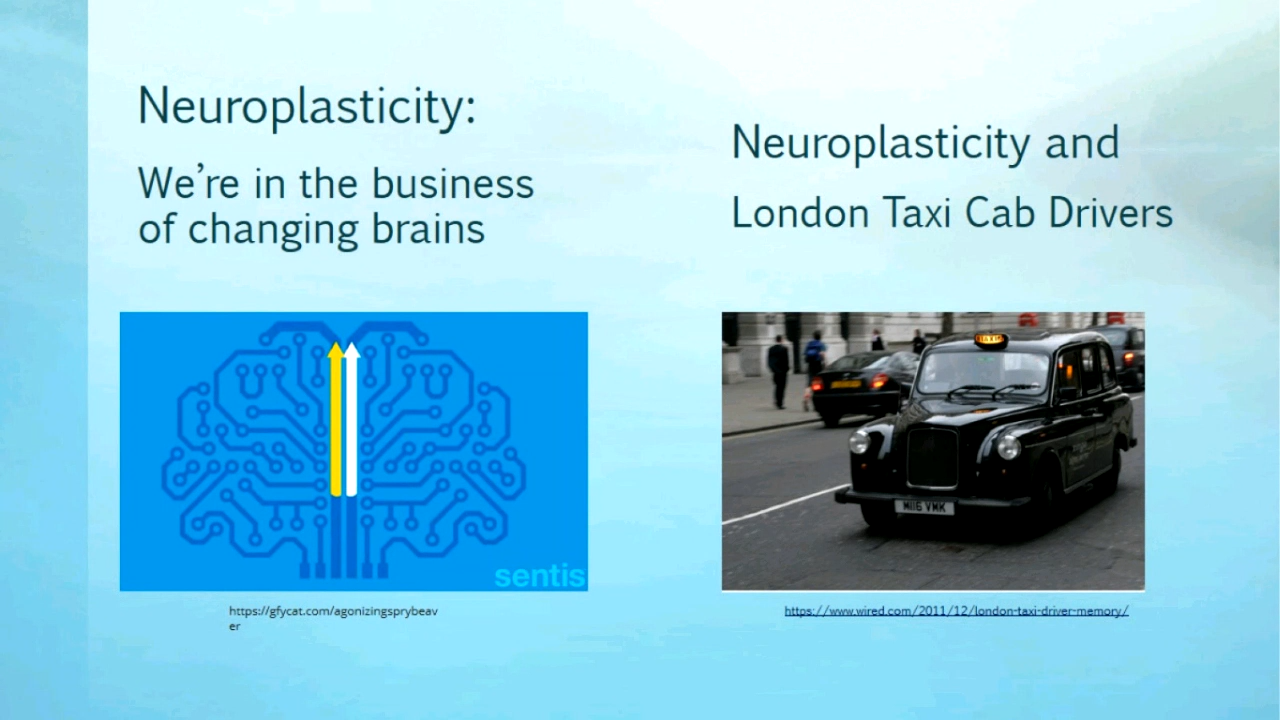 Neuroplasticity:
We’re in the business
of changing brains
sentis
https://gfycat.com/agonizingsprybeav
er
Neuroplasticity and
London Taxi Cab Drivers
TAXI
M116 VMK
https://www.wired.com/2011/12/london-taxi-driver-memory/